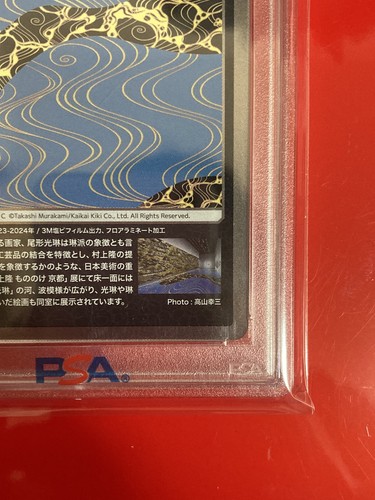 C ©Takashi Murakami/Kaikai Kiki Co., Ltd. All Rights Reserved.
23-2024年 / 3M塩ビフィルム出力、フロアラミネート加工
る画家、尾形光琳は琳派の象徴とも言
工芸品の結合を特徴とし、村上隆の提
を象徴するかのような、日本美術の重
上隆 もののけ 京都」展にて床一面には
光琳」の河、波模様が広がり、光琳や琳
いだ絵画も同室に展示されています。
Photo : 高山幸三
PSA®